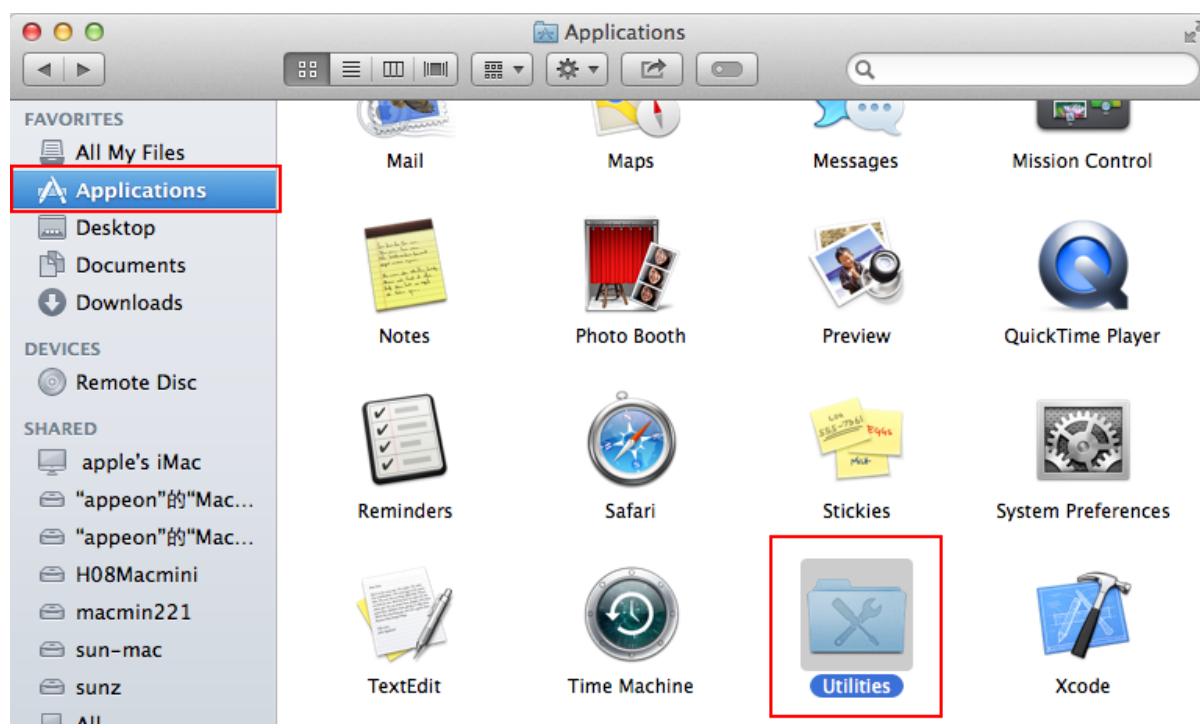 Applications
FAVORITES
All My Files
Applications
Desktop
Documents
Downloads
DEVICES
Remote Disc
SHARED
apple's iMac
“appeon”的“Mac...
“appeon”的“Mac...
H08Macmini
macmin221
sun-mac
sunz
All
Mail
Maps
Messages
Mission Control
Notes
Photo Booth
Preview
QuickTime Player
Reminders
Safari
Stickies
System Preferences
TextEdit
Time Machine
Utilities
Xcode